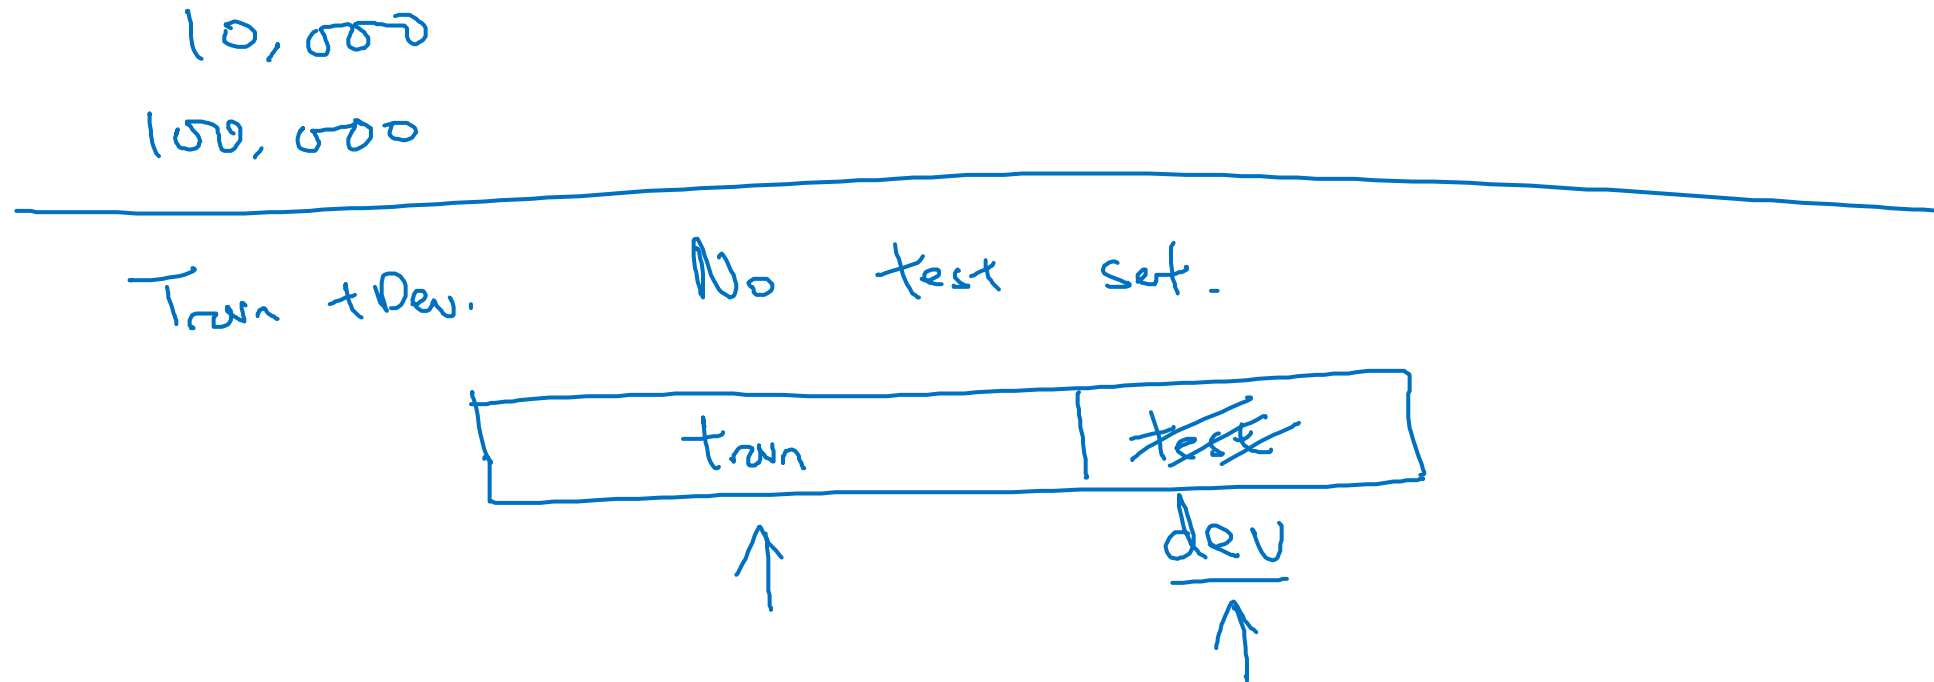 10,000
100,000
Train + Dev. No test set.
train test
dev